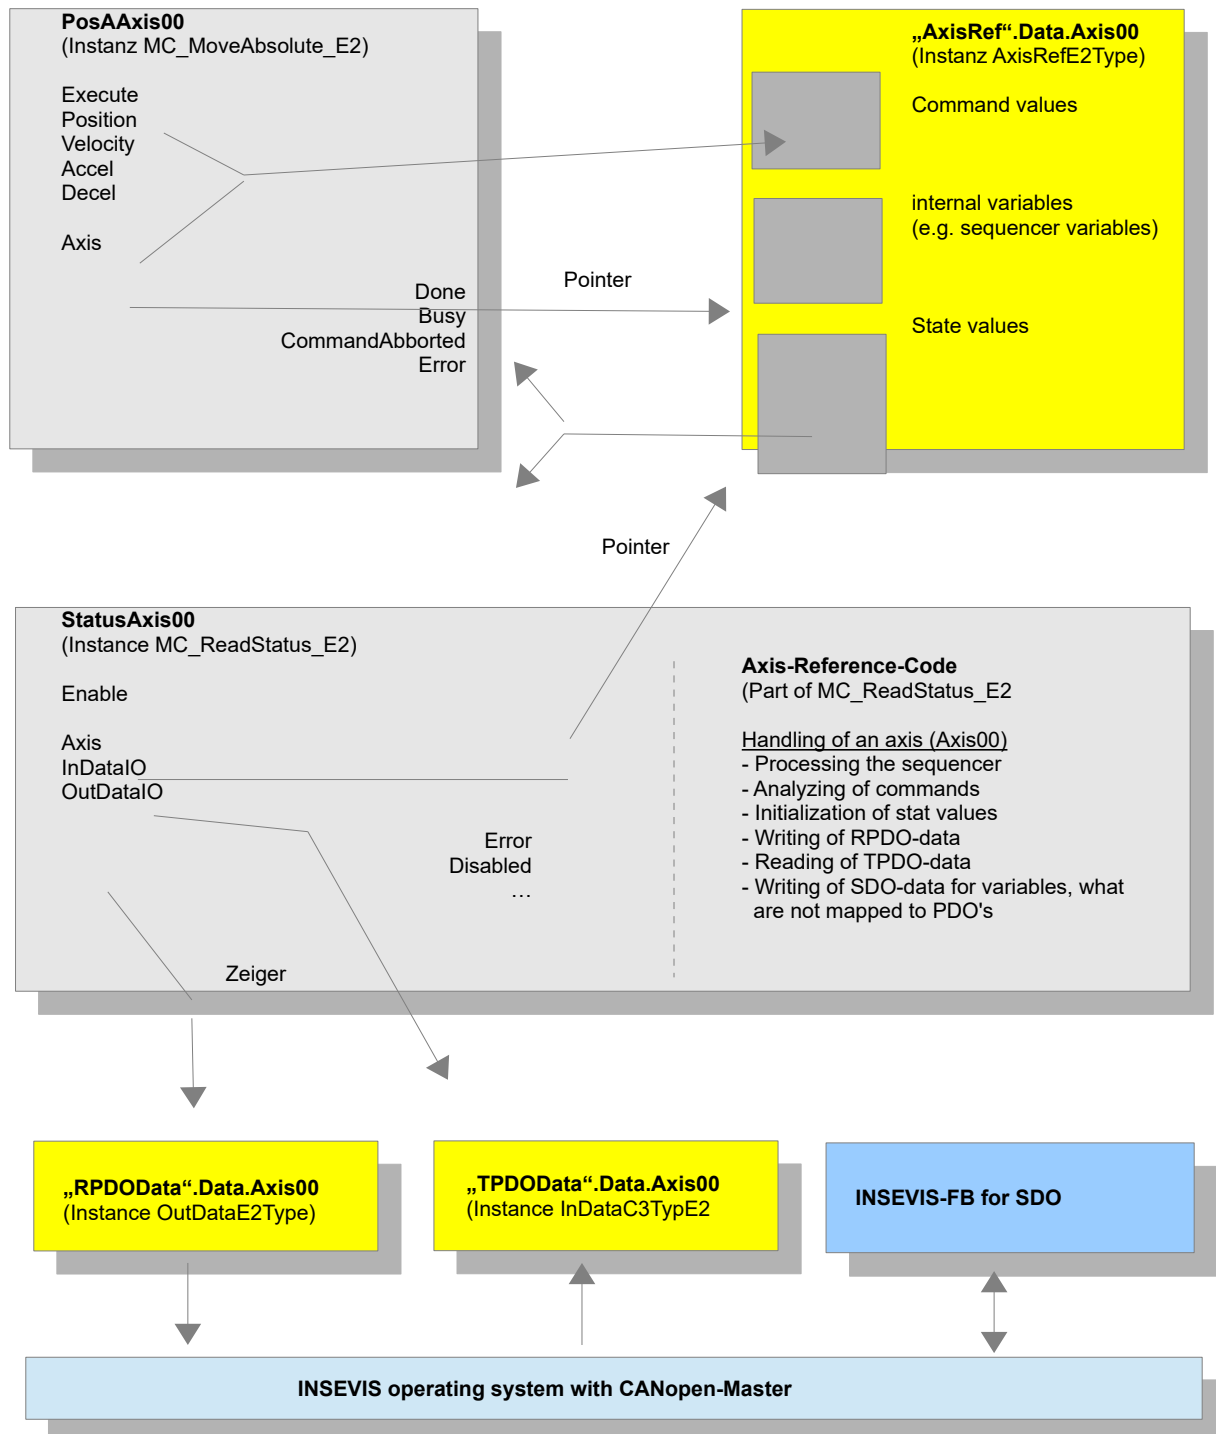 PosAAxis00
(Instanz MC_MoveAbsolute_E2)
Execute
Position
Velocity
Accel
Decel
Axis
Done
Busy
CommandAbborted
Error
Pointer
„AxisRef“.Data.Axis00
(Instanz AxisRefE2Type)
Command values
internal variables
(e.g. sequencer variables)
State values
Pointer
StatusAxis00
(Instance MC_ReadStatus_E2)
Enable
Axis
InDataIO
OutDataIO
Error
Disabled
…
Zeiger
Axis-Reference-Code
(Part of MC_ReadStatus_E2
Handling of an axis (Axis00)
- Processing the sequencer
- Analyzing of commands
- Initialization of stat values
- Writing of RPDO-data
- Reading of TPDO-data
- Writing of SDO-data for variables, what
are not mapped to PDO's
„RPDOData“.Data.Axis00
(Instance OutDataE2Type)
„TPDOData“.Data.Axis00
(Instance InDataC3TypE2
INSEVIS-FB for SDO
INSEVIS operating system with CANopen-Master